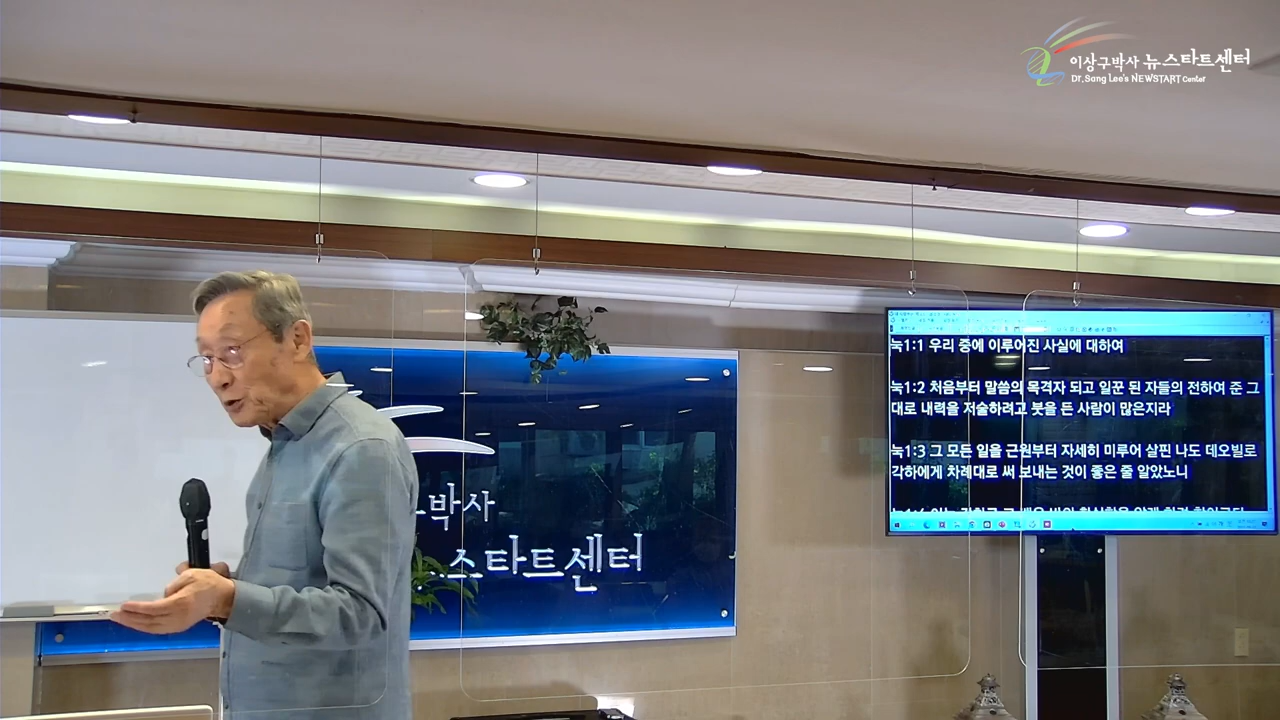 이상구박사 뉴스타트센터
Dr. Sang Lee's NEWSTART Center
눅1:1 우리 중에 이루어진 사실에 대하여
눅1:2 처음부터 말씀의 목격자 되고 일꾼 된 자들의 전하여 준 그
대로 내력을 저술하려고 붓을 든 사람이 많은지라
눅1:3 그 모든 일을 근원부터 자세히 미루어 살핀 나도 데오빌로
각하에게 차례대로 써 보내는 것이 좋은 줄 알았노니
박사
스타트센터